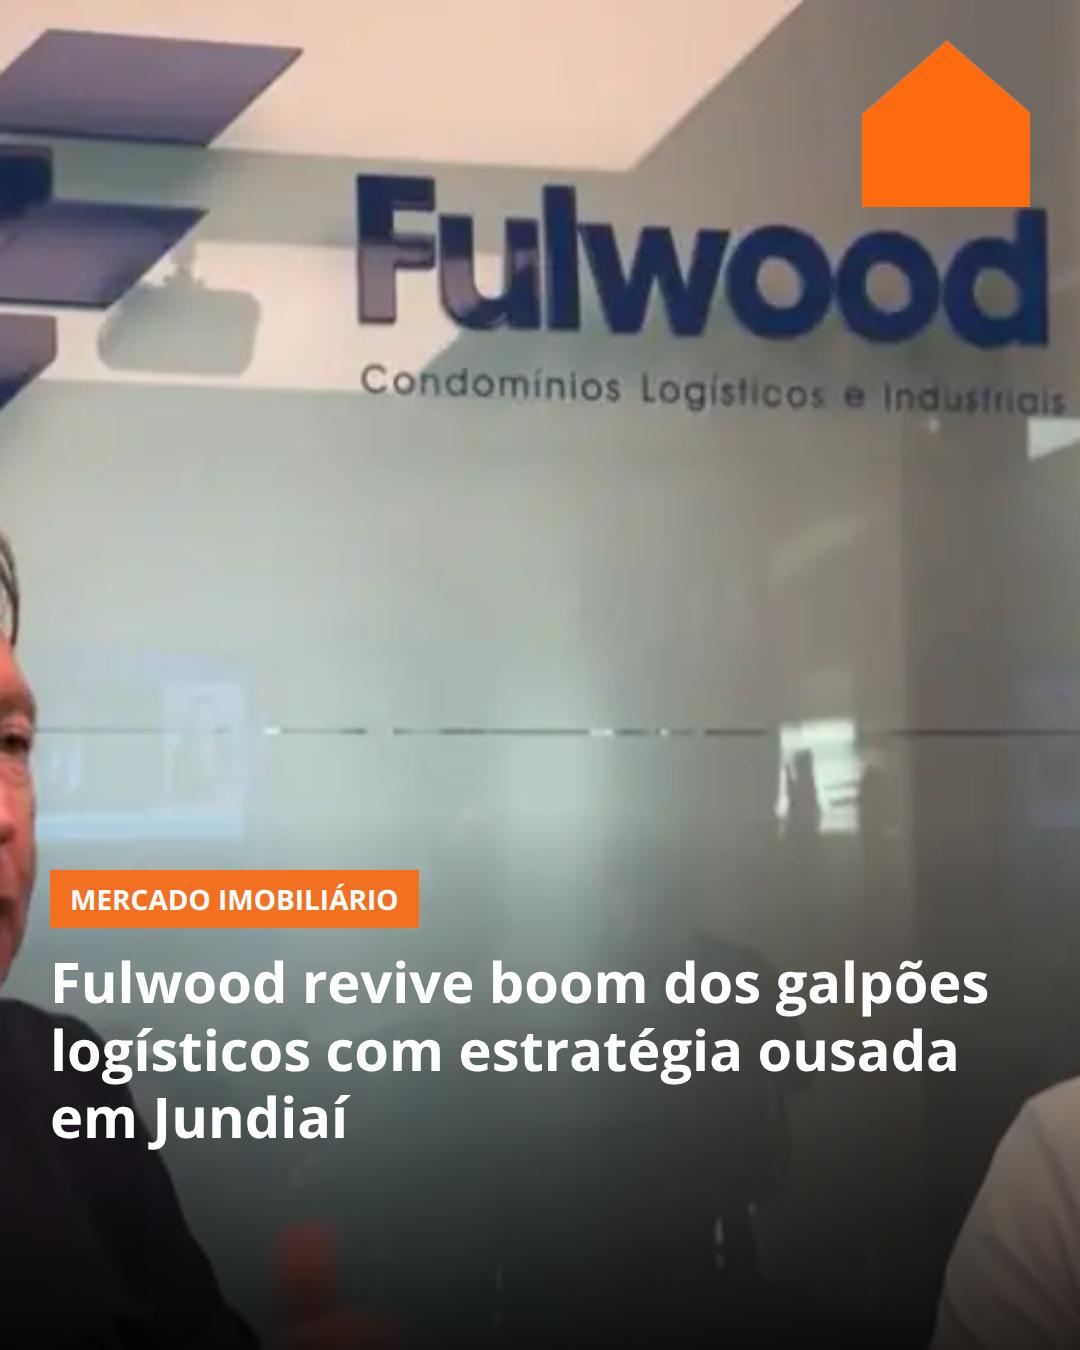 Fulwood
Condomínios Logísticos e Industriais
MERCADO IMOBILIÁRIO
Fulwood revive boom dos galpões
logísticos com estratégia ousada
em Jundiaí